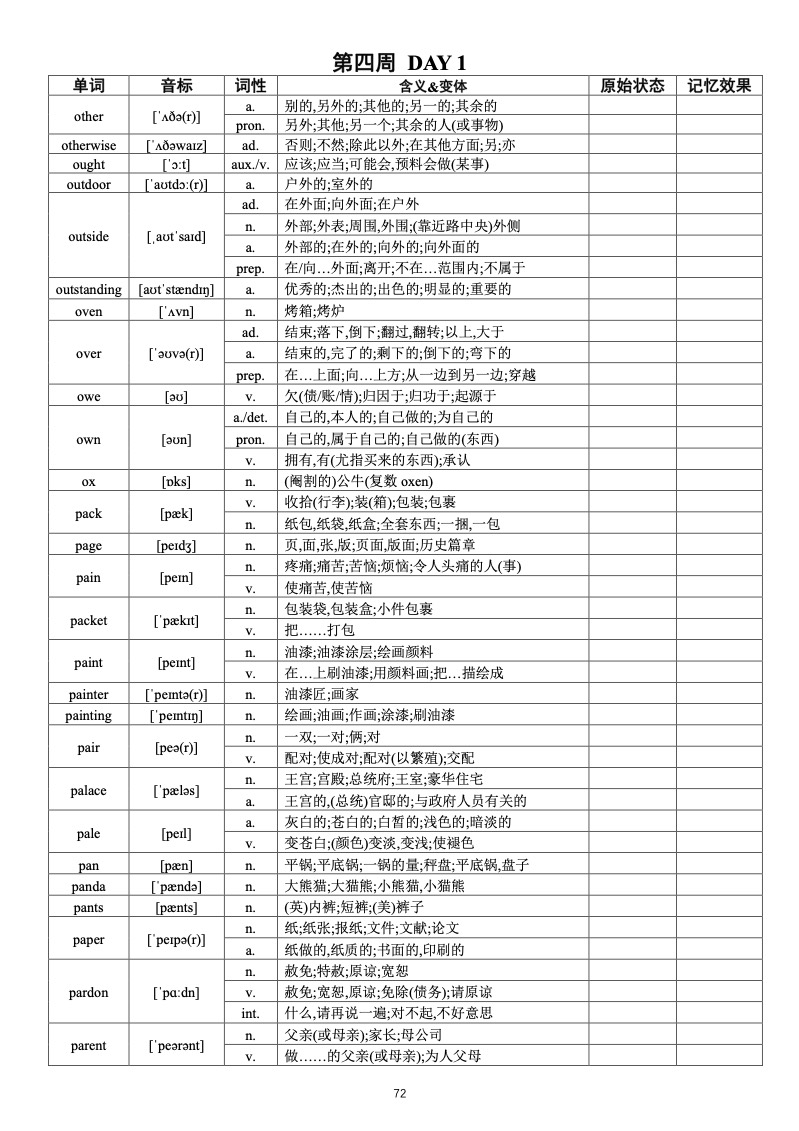 第四周 DAY 1
单词 音标 词性 含义&变体 原始状态 记忆效果
other [ˈʌðə(r)] a. 别的,另外的;其他的;另一的;其余的
pron. 另外;其他;另一个;其余的人(或事物)
otherwise [ˈʌðəwaɪz] ad. 否则;不然;除此以外;在其他方面;另;亦
ought [ˈɔːt] aux./v. 应该;应当;可能会,预料会做(某事)
outdoor [ˈaʊtdɔː(r)] a. 户外的;室外的
outside [ˌaʊtˈsaɪd] ad. 在外面;向外面;在户外
n. 外部;外表;周围,外围;(靠近路中央)外侧
a. 外部的;在外的;向外的;向外面的
prep. 在/向…外面;离开;不在…范围内;不属于
outstanding [aʊtˈstændɪŋ] a. 优秀的;杰出的;出色的;明显的;重要的
oven [ˈʌvn] n. 烤箱;烤炉
over [ˈəʊvə(r)] ad. 结束;落下,倒下;翻过,翻转;以上,大于
a. 结束的,完了的;剩下的;倒下的;弯下的
prep. 在…上面;向…上方;从一边到另一边;穿越
owe [əʊ] v. 欠(债/账/情);归因于;归功于;起源于
own [əʊn] a./det. 自己的,本人的;自己做的;为自己的
pron. 自己的,属于自己的;自己做的(东西)
v. 拥有,有(尤指买来的东西);承认
ox [ɒks] n. (阉割的)公牛(复数 oxen)
pack [pæk] v. 收拾(行李);装(箱);包装;包裹
n. 纸包,纸袋,纸盒;全套东西;一捆,一包
page [peɪdʒ] n. 页,面,张,版;页面,版面;历史篇章
pain [peɪn] n. 疼痛;痛苦;苦恼;烦恼;令人头痛的人(事)
v. 使痛苦,使苦恼
packet [ˈpækɪt] n. 包装袋,包装盒;小件包裹
v. 把……打包
paint [peɪnt] n. 油漆;油漆涂层;绘画颜料
v. 在…上刷油漆;用颜料画;把…描绘成
painter [ˈpeɪntə(r)] n. 油漆匠;画家
painting [ˈpeɪntɪŋ] n. 绘画;油画;作画;涂漆;刷油漆
pair [peə(r)] n. 一双;一对;俩;对
v. 配对;使成对;配对(以繁殖);交配
palace [ˈpæləs] n. 王宫;宫殿;总统府;王室;豪华住宅
a. 王宫的,(总统)官邸的;与政府人员有关的
pale [peɪl] a. 灰白的;苍白的;白皙的;浅色的;暗淡的
v. 变苍白;(颜色)变淡,变浅;使褪色
pan [pæn] n. 平锅;平底锅;一锅的量;秤盘;平底锅,盘子
panda [ˈpændə] n. 大熊猫;大猫熊;小熊猫,小猫熊
pants [pænts] n. (英)内裤;短裤;(美)裤子
paper [ˈpeɪpə(r)] n. 纸;纸张;报纸;文件;文献;论文
a. 纸做的,纸质的;书面的,印刷的
pardon [ˈpɑːdn] n. 赦免;特赦;原谅;宽恕
v. 赦免;宽恕,原谅;免除(债务);请原谅
int. 什么,请再说一遍;对不起,不好意思
parent [ˈpeərənt] n. 父亲(或母亲);家长;母公司
v. 做……的父亲(或母亲);为人父母
72